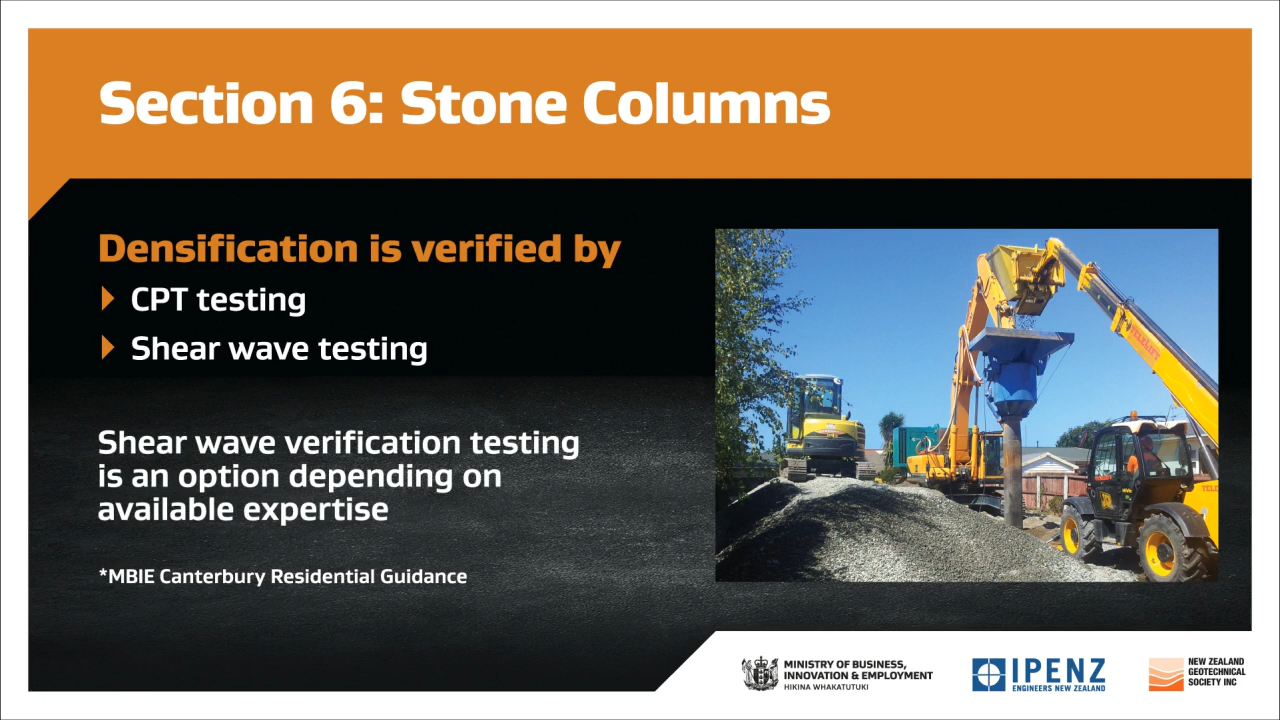 Section 6: Stone Columns
Densification is verified by
CPT testing
Shear wave testing
Shear wave verification testing
is an option depending on
available expertise
*MBIE Canterbury Residential Guidance
MINISTRY OF BUSINESS,
INNOVATION & EMPLOYMENT
HIKINA WHAKATUTUKI
IPENZ
ENGINEERS NEW ZEALAND
NEW ZEALAND
GEOTECHNICAL
SOCIETY INC